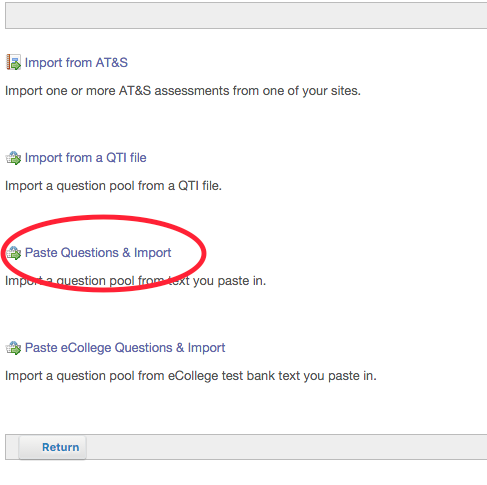 Import from AT&S
Import one or more AT&S assessments from one of your sites.
Import from a QTI file
Import a question pool from a QTI file.
Paste Questions & Import
Import a question pool from text you paste in.
Paste eCollege Questions & Import
Import a question pool from eCollege test bank text you paste in.
Return